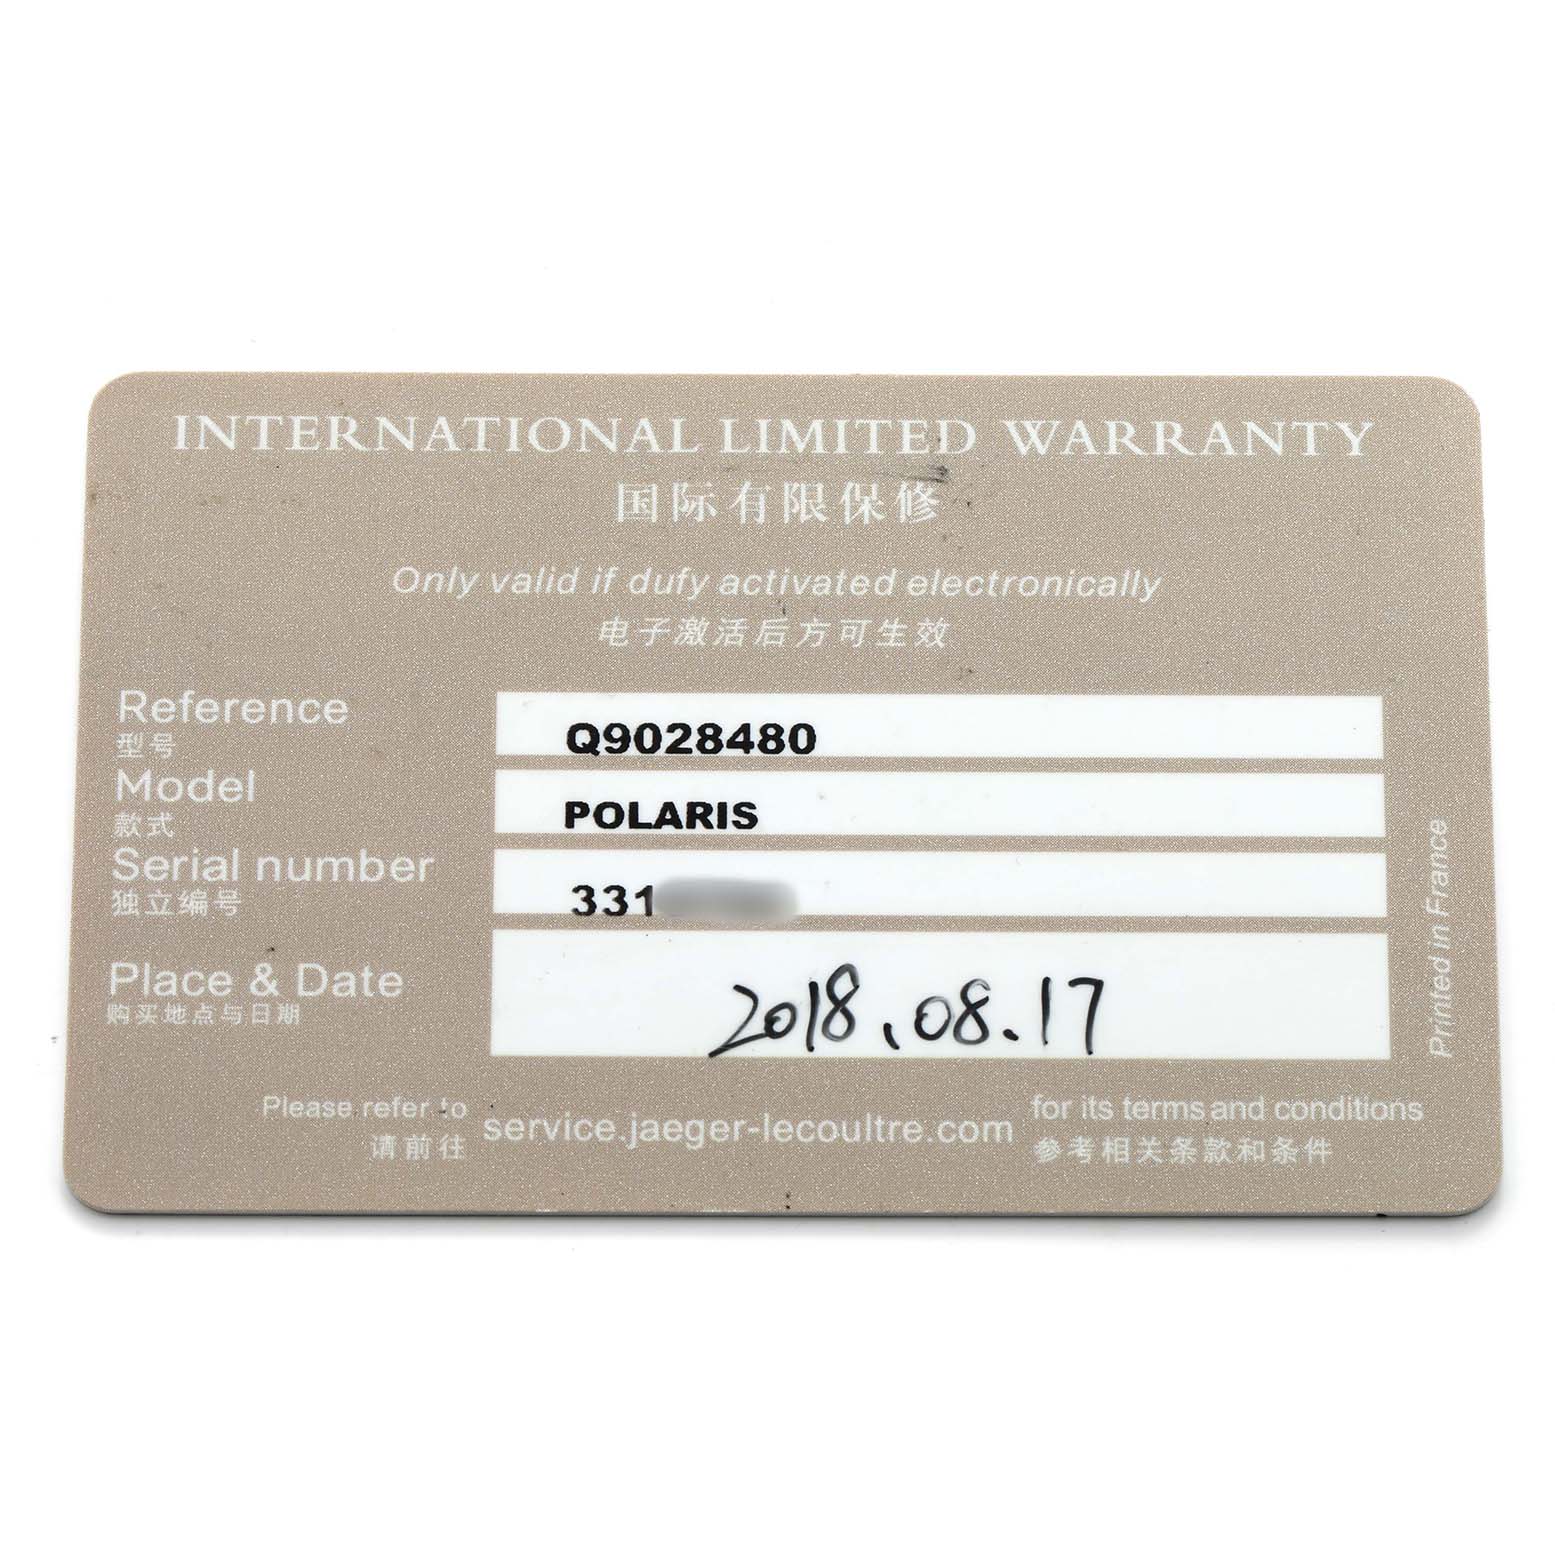 INTERNATIONAL LIMITED WARRANTY
国际有限保修
Only valid if dufy activated electronically
电子激活后方可生效
Reference
型号
Q9028480
Model
款式
POLARIS
Serial number
独立编号
331
Place & Date
购买地点与日期
2018.08.17
Please refer to
请前往
service.jaeger-lecoultre.com
for its terms and conditions
参考相关条款和条件
Printed in France